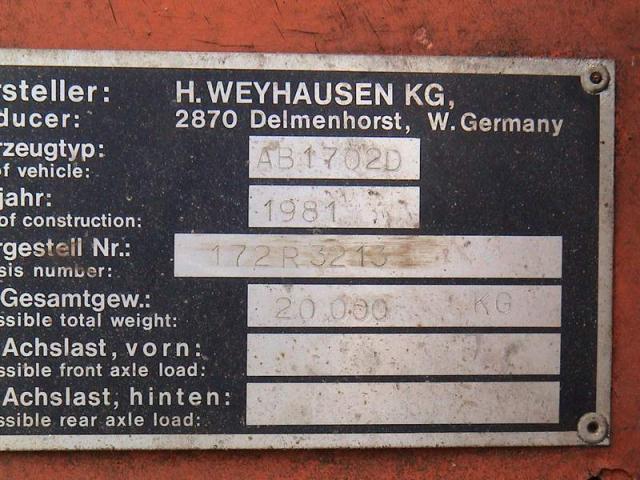 rsteller: H.WEYHAUSEN KG,
ducer: 2870 Delmenhorst, W.Germany
rzeugtyp: AB1702D
of vehicle:
jahr: 1981
of construction:
rgestell Nr.: 172R3213
sis number:
Gesamtgew.: 20.000 KG
ssible total weight:
Achslast, vorn:
ssible front axle load:
Achslast, hinten:
ssible rear axle load: